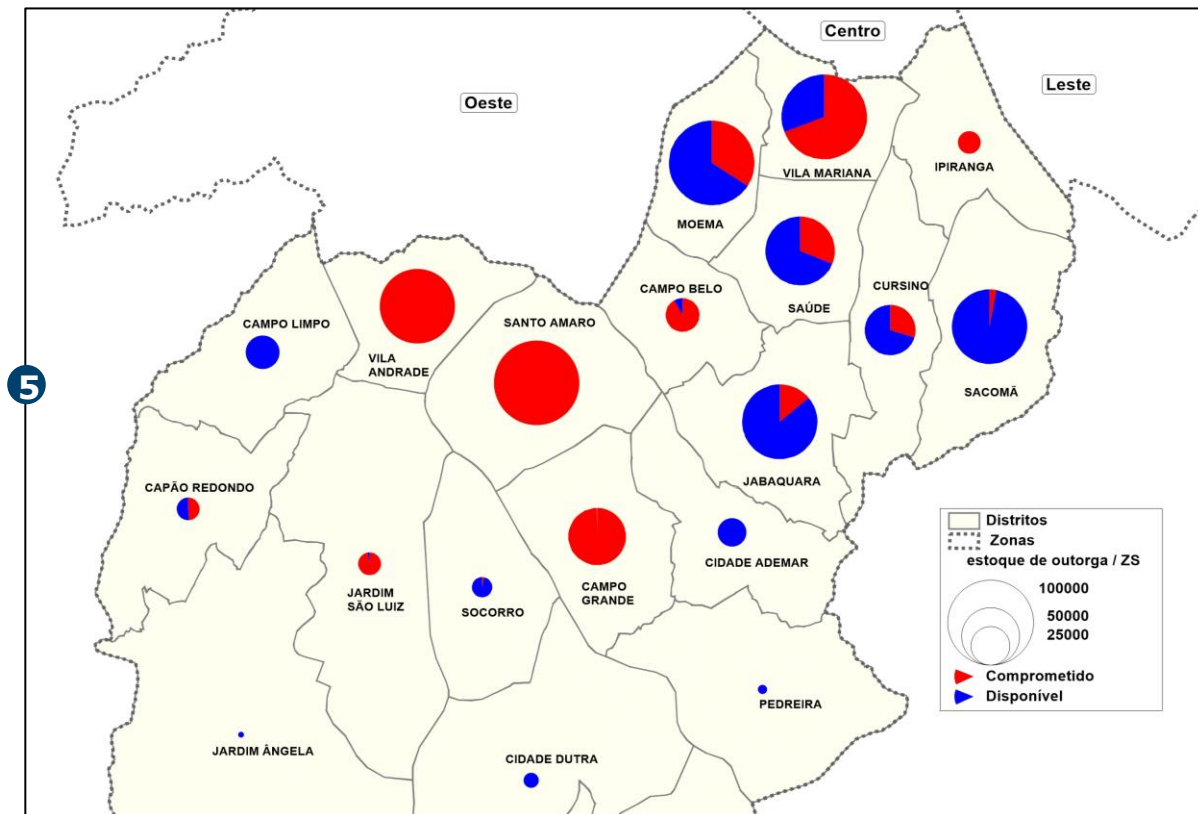 Centro
Oeste
Leste
VILA MARIANA
IPIRANGA
MOEMA
CAMPO BELO
SAÚDE
CURSINO
CAMPO LIMPO
SANTO AMARO
VILA
ANDRADE
SACOMÃ
5
JABAQUARA
CAPÃO REDONDO
CIDADE ADEMAR
JARDIM
SÃO LUIZ
SOCORRO
CAMPO
GRANDE
PEDREIRA
JARDIM ÂNGELA
CIDADE DUTRA
Distritos
Zonas
estoque de outorga / ZS
100000
50000
25000
Comprometido
Disponível